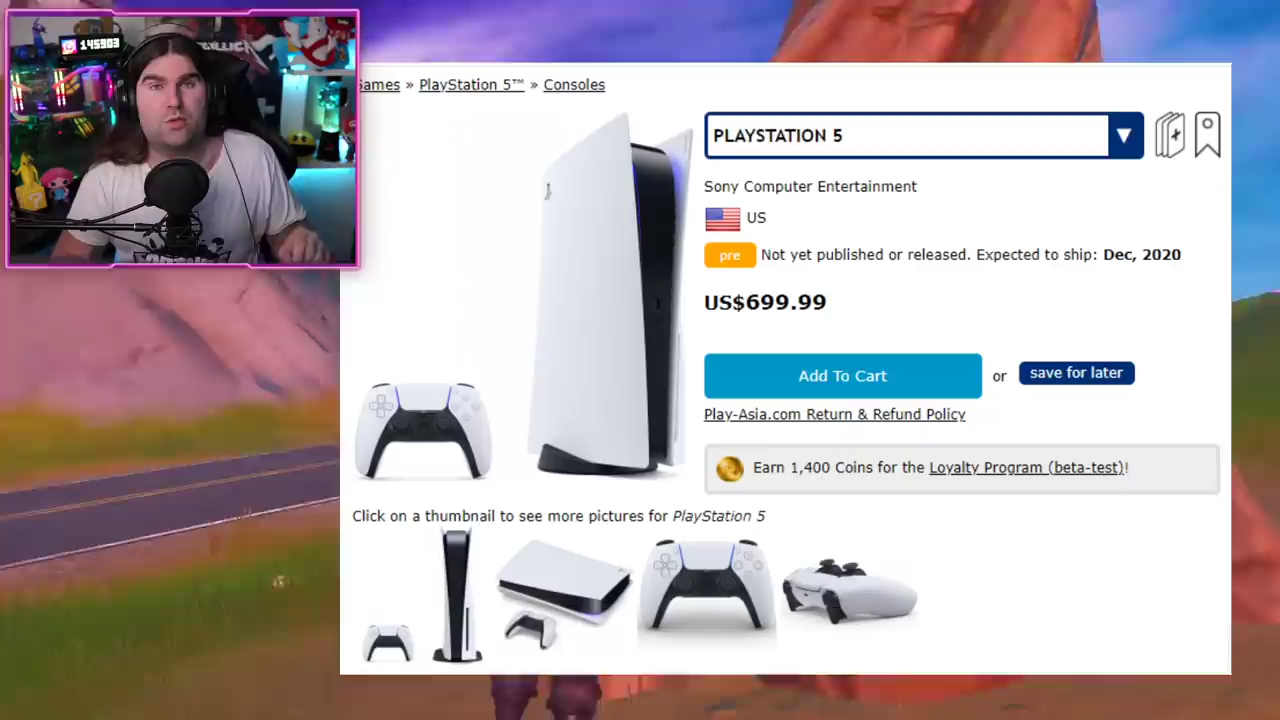 145903
Games » PlayStation 5™ » Consoles
PLAYSTATION 5
Sony Computer Entertainment
US
pre Not yet published or released. Expected to ship: Dec, 2020
US$699.99
Add To Cart or save for later
Play-Asia.com Return & Refund Policy
Earn 1,400 Coins for the Loyalty Program (beta-test)!
Click on a thumbnail to see more pictures for PlayStation 5